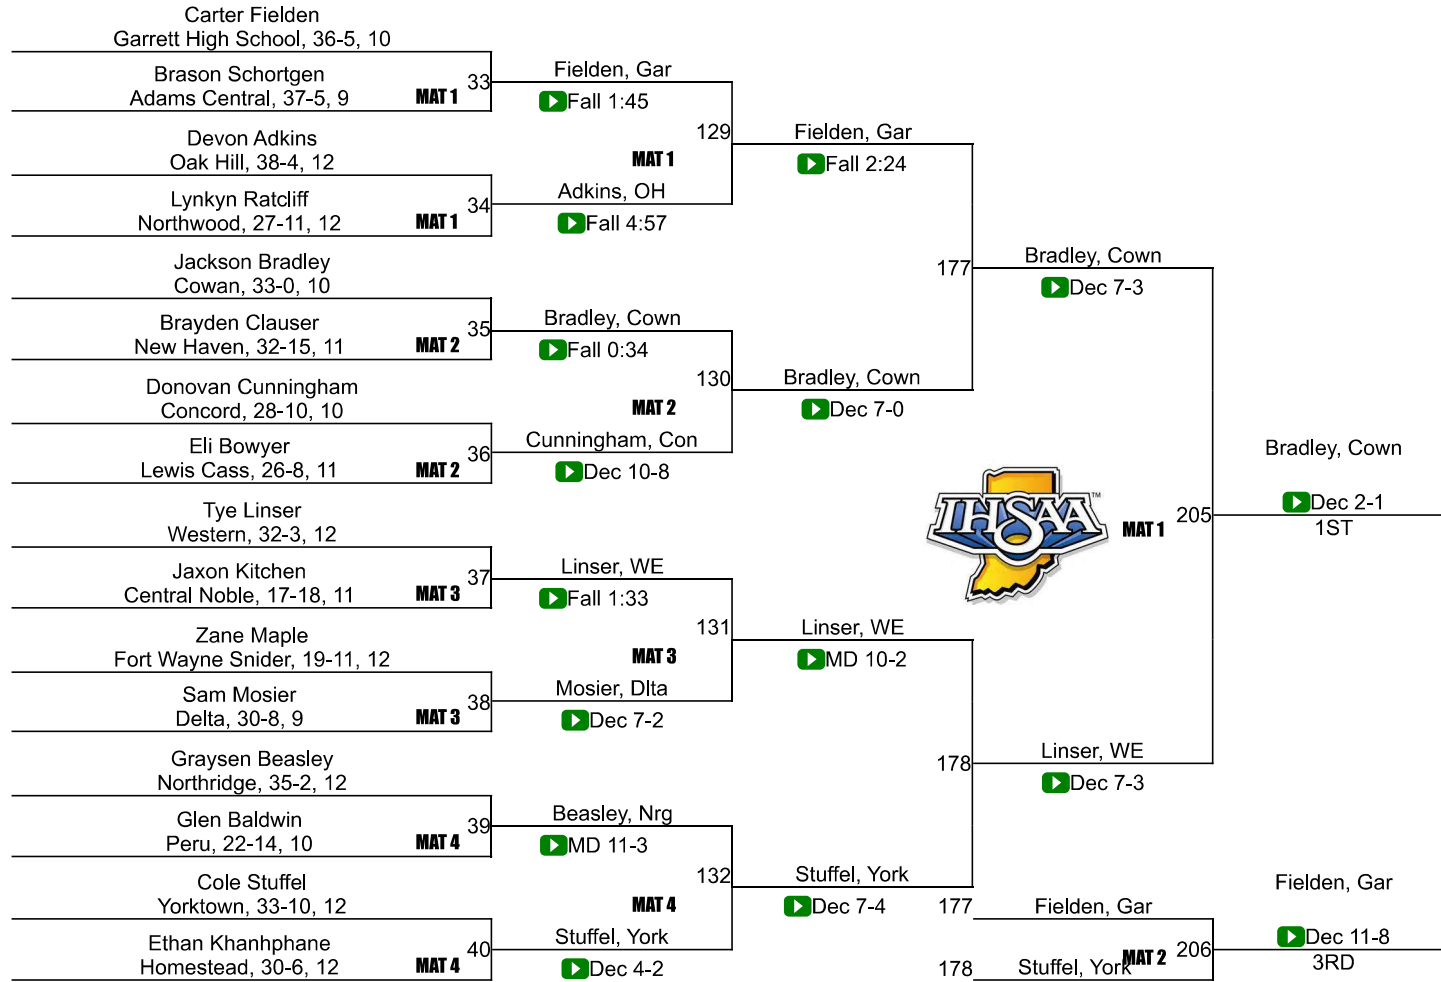 Carter Fielden
Garrett High School, 36-5, 10
Brason Schortgen
Adams Central, 37-5, 9
MAT 1
33
Fielden, Gar
Fall 1:45
Devon Adkins
Oak Hill, 38-4, 12
Lynkyn Ratcliff
Northwood, 27-11, 12
MAT 1
34
Adkins, OH
Fall 4:57
129
MAT 1
Fielden, Gar
Fall 2:24
Jackson Bradley
Cowan, 33-0, 10
Brayden Clauser
New Haven, 32-15, 11
MAT 2
35
Bradley, Cown
Fall 0:34
Donovan Cunningham
Concord, 28-10, 10
Eli Bowyer
Lewis Cass, 26-8, 11
MAT 2
36
Cunningham, Con
Dec 10-8
130
MAT 2
Bradley, Cown
Dec 7-0
177
Bradley, Cown
Dec 7-3
Tye Linser
Western, 32-3, 12
Jaxon Kitchen
Central Noble, 17-18, 11
MAT 3
37
Linser, WE
Fall 1:33
Zane Maple
Fort Wayne Snider, 19-11, 12
Sam Mosier
Delta, 30-8, 9
MAT 3
38
Mosier, Dlta
Dec 7-2
131
MAT 3
Linser, WE
MD 10-2
Graysen Beasley
Northridge, 35-2, 12
Glen Baldwin
Peru, 22-14, 10
MAT 4
39
Beasley, Nrg
MD 11-3
Cole Stuffel
Yorktown, 33-10, 12
Ethan Khanhphane
Homestead, 30-6, 12
MAT 4
40
Stuffel, York
Dec 4-2
132
MAT 4
Stuffel, York
Dec 7-4
178
Linser, WE
Dec 7-3
IHSAA™
MAT 1
205
Bradley, Cown
Dec 2-1
1ST
177
Fielden, Gar
178
Stuffel, York
MAT 2
206
Fielden, Gar
Dec 11-8
3RD